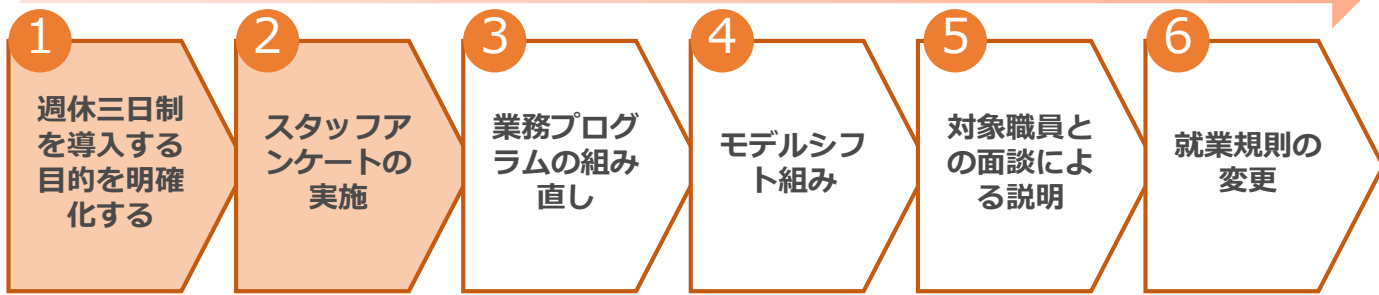 1
週休三日制
を導入する
目的を明確
化する
2
スタッフア
ンケートの
実施
3
業務プログ
ラムの組み
直し
4
モデルシフ
ト組み
5
対象職員と
の面談によ
る説明
6
就業規則の
変更